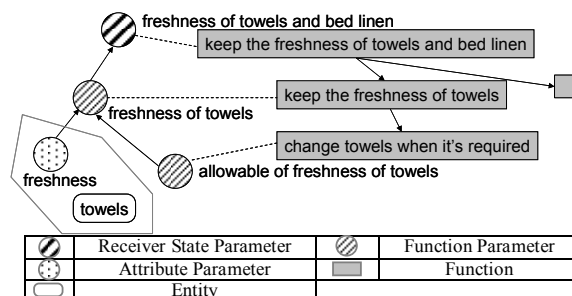 freshness of towels and bed linen
keep the freshness of towels and bed linen
keep the freshness of towels
freshness of towels
change towels when it's required
allowable of freshness of towels
freshness
towels
Receiver State Parameter
Function Parameter
Attribute Parameter
Function
Entity